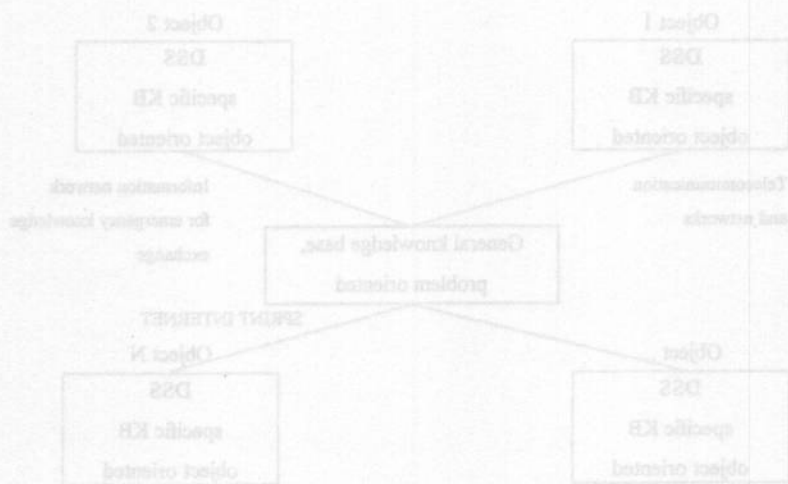 Object 1
DSS
specific KB
object oriented
Object 2
DSS
specific KB
object oriented
Telecommunication
and networks
Information network
for emergency knowledge
exchange
General knowledge base,
problem oriented
SPRINT INTERNET
Object
DSS
specific KB
object oriented
Object N
DSS
specific KB
object oriented